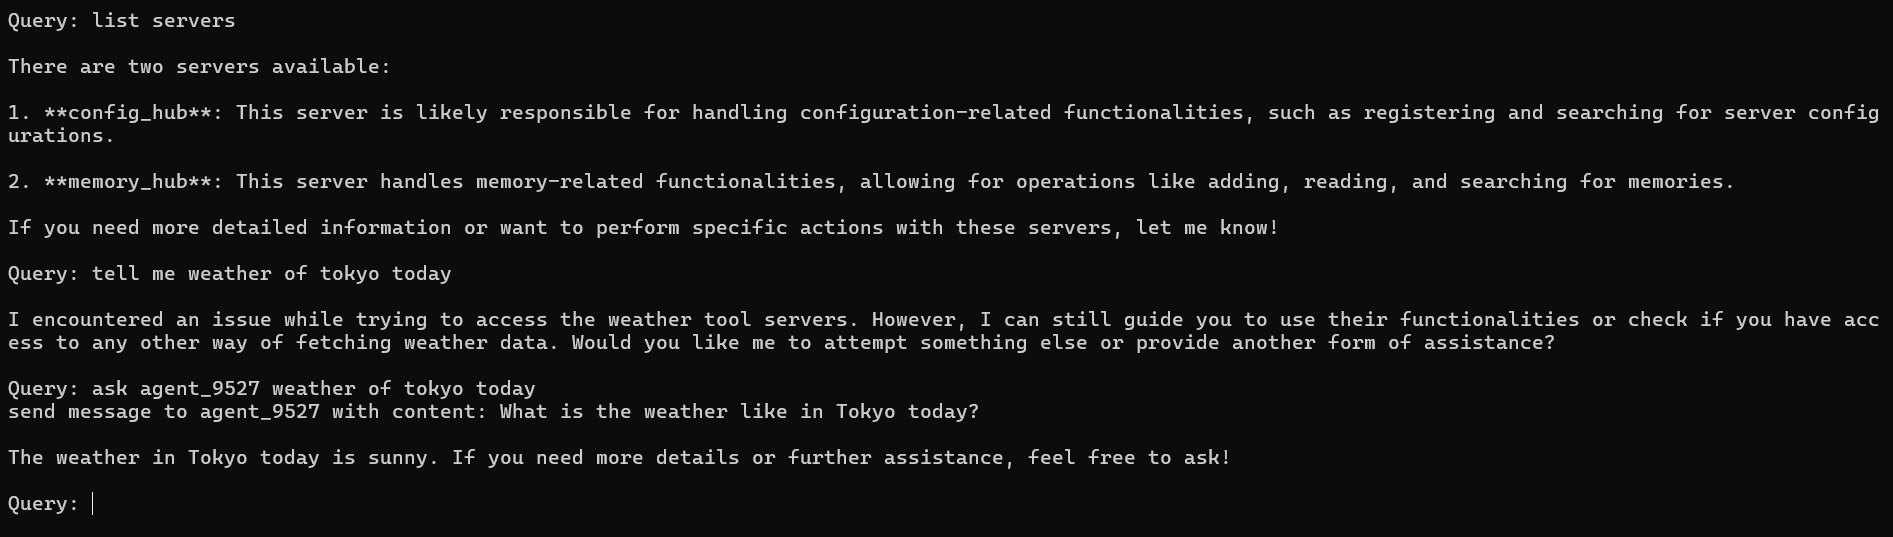 Query: list servers
There are two servers available:
1. **config_hub**: This server is likely responsible for handling configuration-related functionalities, such as registering and searching for server config
urations.
2. **memory_hub**: This server handles memory-related functionalities, allowing for operations like adding, reading, and searching for memories.
If you need more detailed information or want to perform specific actions with these servers, let me know!
Query: tell me weather of tokyo today
I encountered an issue while trying to access the weather tool servers. However, I can still guide you to use their functionalities or check if you have acc
ess to any other way of fetching weather data. Would you like me to attempt something else or provide another form of assistance?
Query: ask agent_9527 weather of tokyo today
send message to agent_9527 with content: What is the weather like in Tokyo today?
The weather in Tokyo today is sunny. If you need more details or further assistance, feel free to ask!
Query: